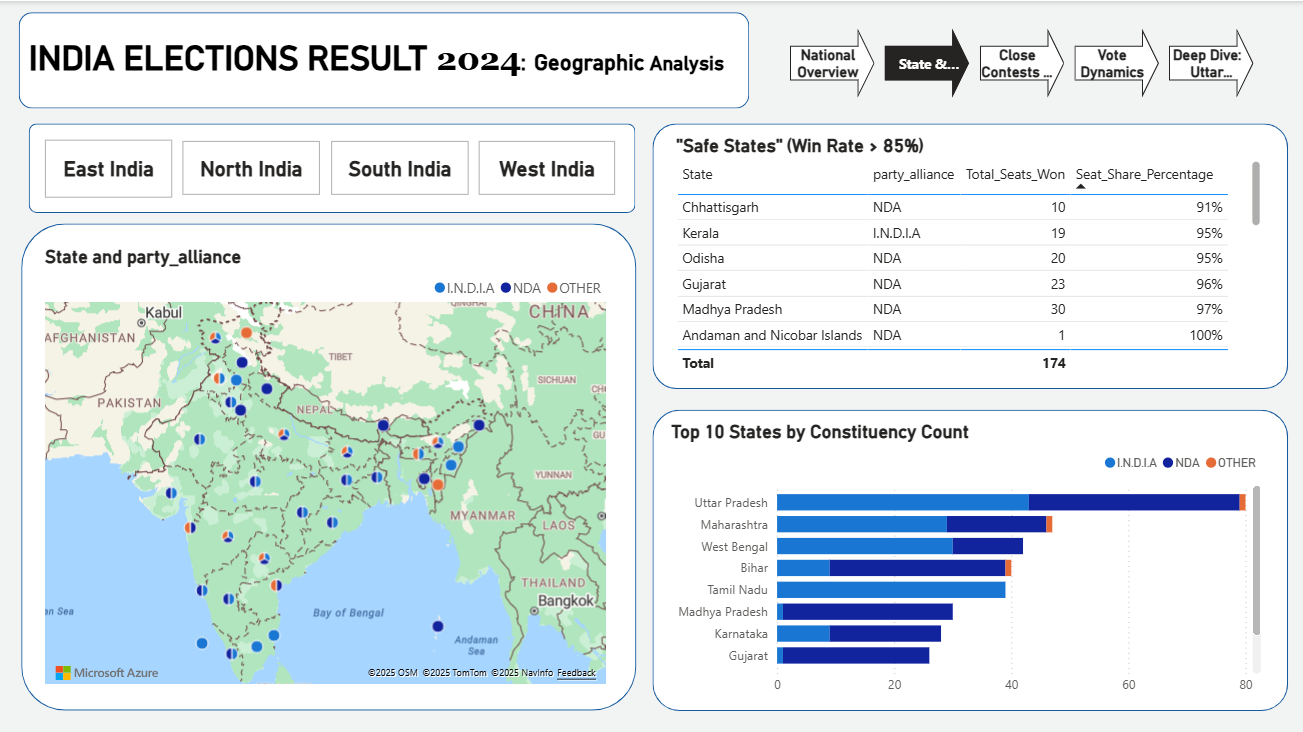 INDIA ELECTIONS RESULT 2024: Geographic Analysis
National
Overview
State &...
Close
Contests ...
Vote
Dynamics
Deep Dive:
Uttar...
East India
North India
South India
West India
State and party_alliance
I.N.D.I.A NDA OTHER
Kabul
CHINA
AFGHANISTAN
TIBET
SICHUAN
PAKISTAN
NEPAL
YUNNAN
MYANMAR
LAOS
THAILAND
Bangkok
Bay of Bengal
en Sea
Andaman
Sea
Microsoft Azure
©2025 OSM ©2025 TomTom ©2025 NavInfo Feedback
"Safe States" (Win Rate > 85%)
State party_alliance Total_Seats_Won Seat_Share_Percentage
Chhattisgarh NDA 10 91%
Kerala I.N.D.I.A 19 95%
Odisha NDA 20 95%
Gujarat NDA 23 96%
Madhya Pradesh NDA 30 97%
Andaman and Nicobar Islands NDA 1 100%
Total 174
Top 10 States by Constituency Count
I.N.D.I.A NDA OTHER
Uttar Pradesh
Maharashtra
West Bengal
Bihar
Tamil Nadu
Madhya Pradesh
Karnataka
Gujarat
0 20 40 60 80